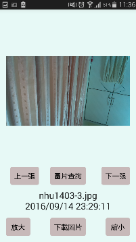 11:36
上一張
圖片查詢
下一張
nhu1403-3.jpg
2016/09/14 23:29:11
放大
下載圖片
縮小